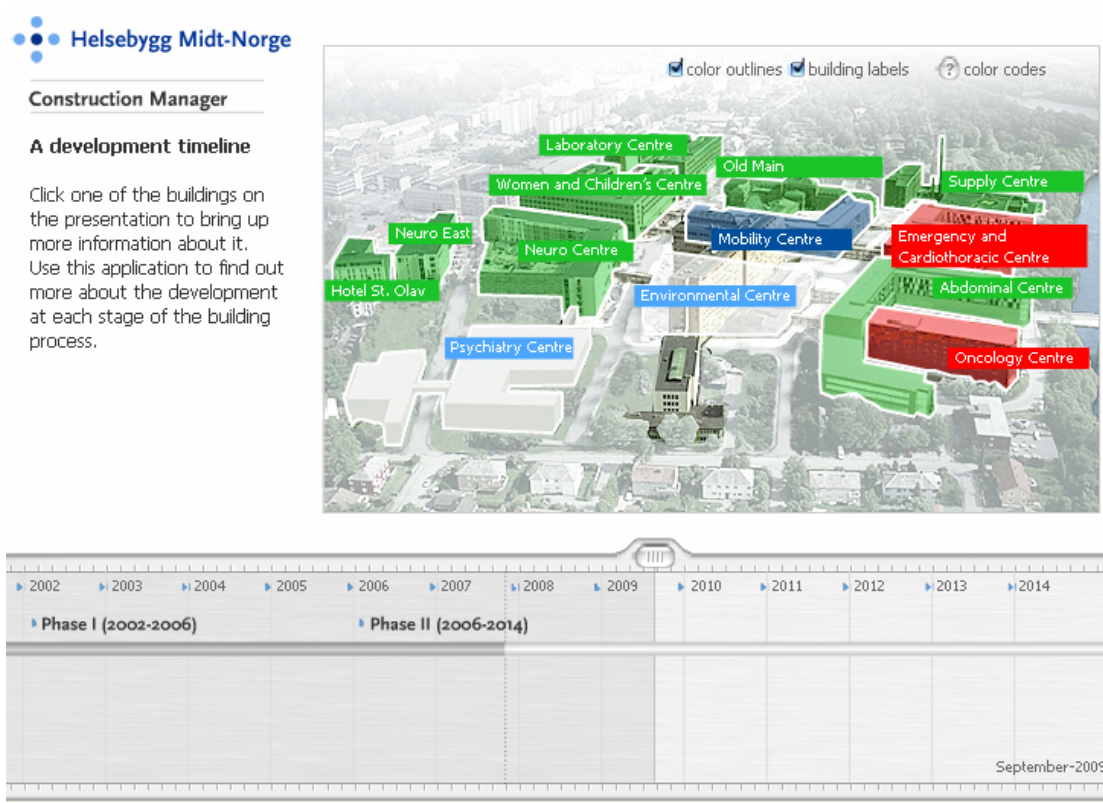 Helsebygg Midt-Norge
Construction Manager
A development timeline
Click one of the buildings on
the presentation to bring up
more information about it.
Use this application to find out
more about the development
at each stage of the building
process.
color outlines building labels ? color codes
Laboratory Centre
Old Main
Women and Children's Centre
Supply Centre
Neuro East
Neuro Centre
Mobility Centre
Emergency and
Cardiothoracic Centre
Hotel St. Olav
Environmental Centre
Abdominal Centre
Psychiatry Centre
Oncology Centre
2002 2003 2004 2005 2006 2007 2008 2009 2010 2011 2012 2013 2014
Phase I (2002-2006) Phase II (2006-2014)
September-2009